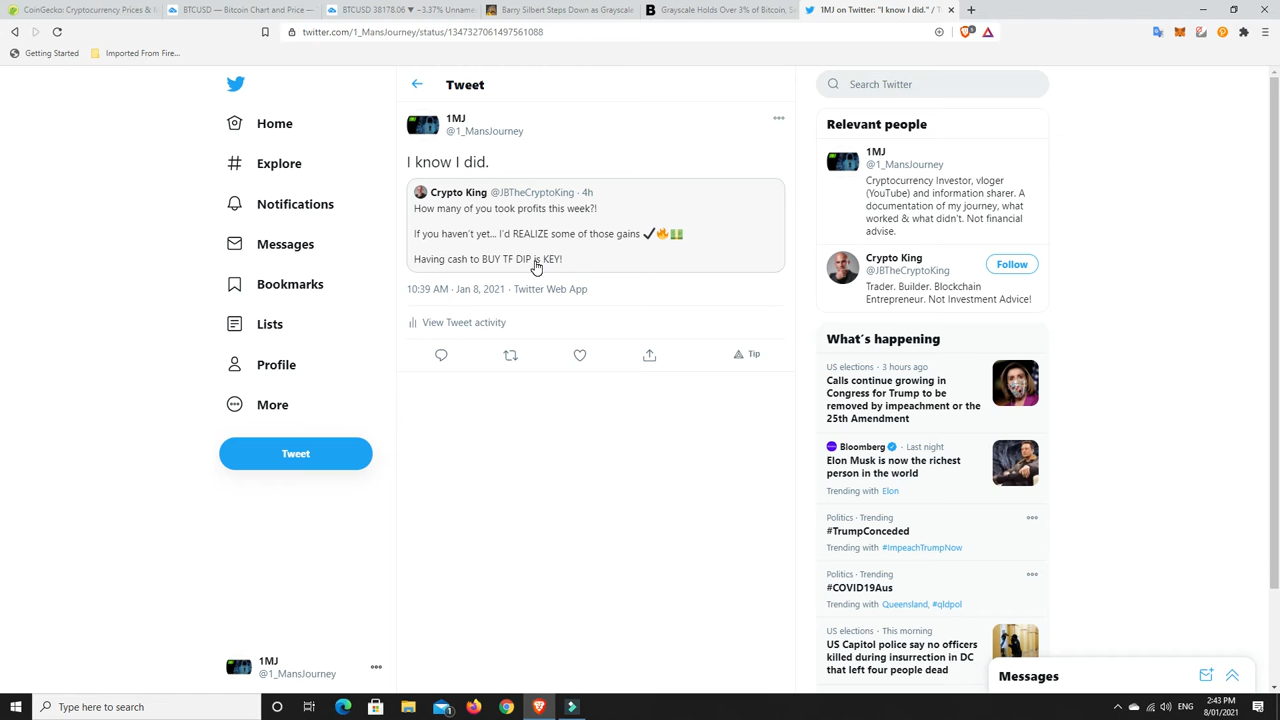 CoinGecko: Cryptocurrency Prices &
BTCUSD — Bitcoin Chart and Price —
BTCUSD 38178.06 ▼ +3.37% Unname
Barry Silbert Steps Down as Grayscale
Grayscale Holds Over 3% of Bitcoin, S
1MJ on Twitter: "I know I did." / T
twitter.com/1_MansJourney/status/1347327061497561088
Getting Started
Imported From Fire...
Home
Explore
Notifications
Messages
Bookmarks
Lists
Profile
More
Tweet
1MJ
@1_MansJourney
Tweet
1MJ
@1_MansJourney
I know I did.
Crypto King @JBTheCryptoKing · 4h
How many of you took profits this week?!
If you haven't yet... I'd REALIZE some of those gains ✔🔥💵
Having cash to BUY TF DIP is KEY!
10:39 AM · Jan 8, 2021 · Twitter Web App
View Tweet activity
Tip
Search Twitter
Relevant people
1MJ
@1_MansJourney
Cryptocurrency Investor, vloger
(YouTube) and information sharer. A
documentation of my journey, what
worked & what didn't. Not financial
advise.
Crypto King
@JBTheCryptoKing
Follow
Trader. Builder. Blockchain
Entrepreneur. Not Investment Advice!
What's happening
US elections · 3 hours ago
Calls continue growing in
Congress for Trump to be
removed by impeachment or the
25th Amendment
Bloomberg · Last night
Elon Musk is now the richest
person in the world
Trending with Elon
Politics · Trending
#TrumpConceded
Trending with #ImpeachTrumpNow
Politics · Trending
#COVID19Aus
Trending with Queensland, #qldpol
US elections · This morning
US Capitol police say no officers
killed during insurrection in DC
that left four people dead
Messages
Type here to search
ENG
2:43 PM
8/01/2021